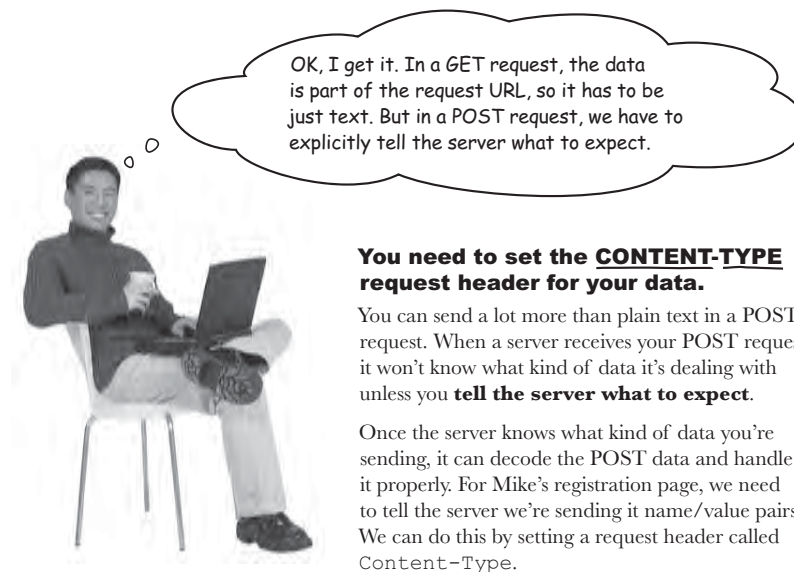 OK, I get it. In a GET request, the data
is part of the request URL, so it has to be
just text. But in a POST request, we have to
explicitly tell the server what to expect.
You need to set the CONTENT-TYPE
request header for your data.
You can send a lot more than plain text in a POST
request. When a server receives your POST reque
it won't know what kind of data it's dealing with
unless you tell the server what to expect.
Once the server knows what kind of data you're
sending, it can decode the POST data and handle
it properly. For Mike's registration page, we need
to tell the server we're sending it name/value pairs
We can do this by setting a request header called
Content-Type.